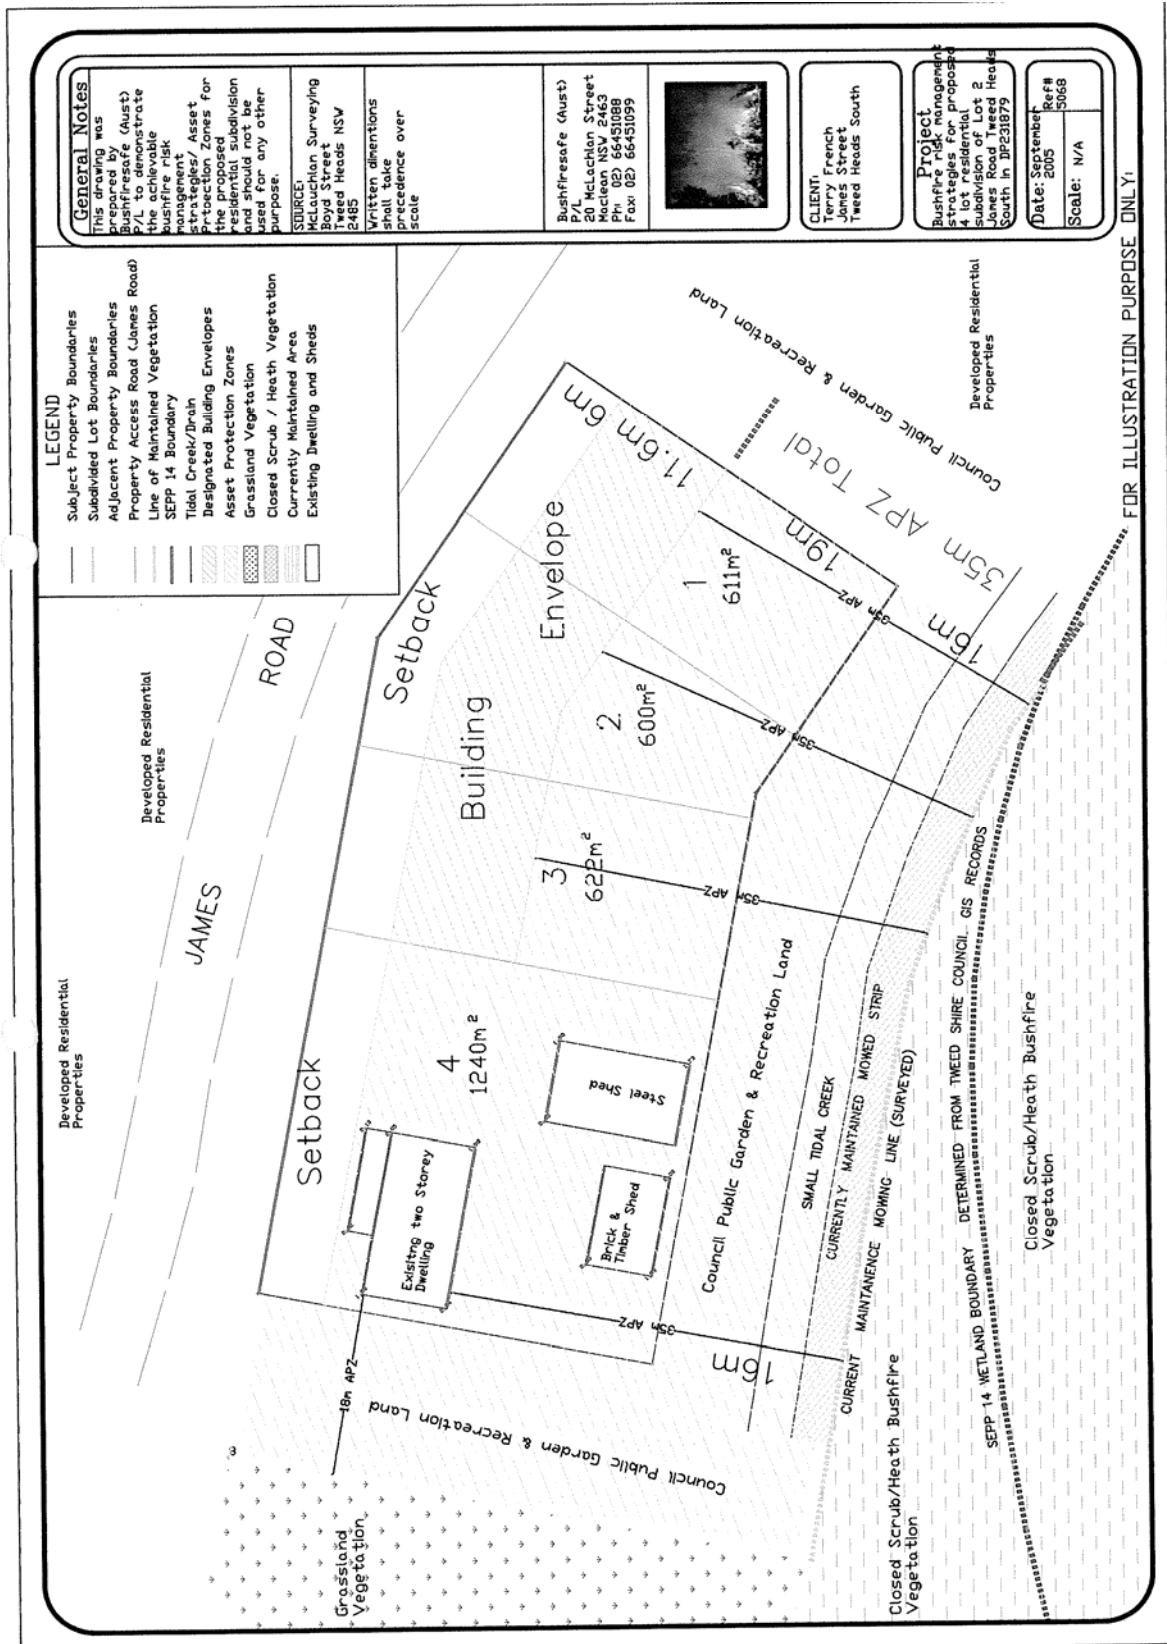 General Notes
This drawing was
prepared by
Bushfiresafe (Aust)
P/L to demonstrate
the achievable
bushfire risk
management
strategies/ Asset
Prtoection Zones for
the proposed
residential subdivision
and should not be
used for any other
purpose.
SOURCE:
McLauchlan Surveying
Boyd Street
Tweed Heads NSW
2485
Written dimentions
shall take
precedence over
scale
Bushfiresafe (Aust)
P/L
20 McLachlan Street
Maclean NSW 2463
Ph: 02) 66451088
Fax: 02) 66451099
CLIENT:
Terry French
James Street
Tweed Heads South
Project
Bushfire risk management
strategies for proposed
4 lot residential
subdivision of Lot 2
James Road Tweed Heads
South in DP231879
Date: September
2005
Ref#
5068
Scale: N/A
LEGEND
Subject Property Boundaries
Subdivided Lot Boundaries
Adjacent Property Boundaries
Property Access Road (James Road)
Line of Maintained Vegetation
SEPP 14 Boundary
Tidal Creek/Drain
Designated Building Envelopes
Asset Protection Zones
Grassland Vegetation
Closed Scrub / Heath Vegetation
Currently Maintained Area
Existing Dwelling and Sheds
Developed Residential
Properties
Developed Residential
Properties
JAMES
ROAD
Setback
Setback
Building
Envelope
6m
11.6m
19m
16m
35m APZ Total
Council Public Garden & Recreation Land
Developed Residential
Properties
1
611m²
35m APZ
2
600m²
35m APZ
3
622m²
35m APZ
4
1240m²
Exisitng two Storey
Dwelling
Steel Shed
Brick &
Timber Shed
35m APZ
16m
18m APZ
Council Public Garden & Recreation Land
Council Public Garden & Recreation Land
SMALL TIDAL CREEK
CURRENTLY MAINTAINED MOWED STRIP
CURRENT MAINTANENCE MOWING LINE (SURVEYED)
SEPP 14 WETLAND BOUNDARY DETERMINED FROM TWEED SHIRE COUNCIL GIS RECORDS
Grassland
Vegetation
Closed Scrub/Heath Bushfire
Vegetation
Closed Scrub/Heath Bushfire
Vegetation
FOR ILLUSTRATION PURPOSE ONLY: